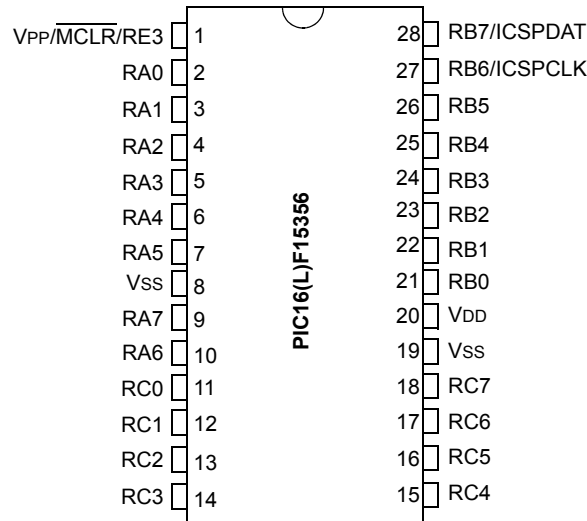 VPP/MCLR/RE3 1 28 RB7/ICSPDAT
RA0 2 27 RB6/ICSPCLK
RA1 3 26 RB5
RA2 4 25 RB4
RA3 5 24 RB3
RA4 6 23 RB2
RA5 7 22 RB1
VSS 8 21 RB0
RA7 9 20 VDD
RA6 10 19 VSS
RC0 11 18 RC7
RC1 12 17 RC6
RC2 13 16 RC5
RC3 14 15 RC4
PIC16(L)F15356